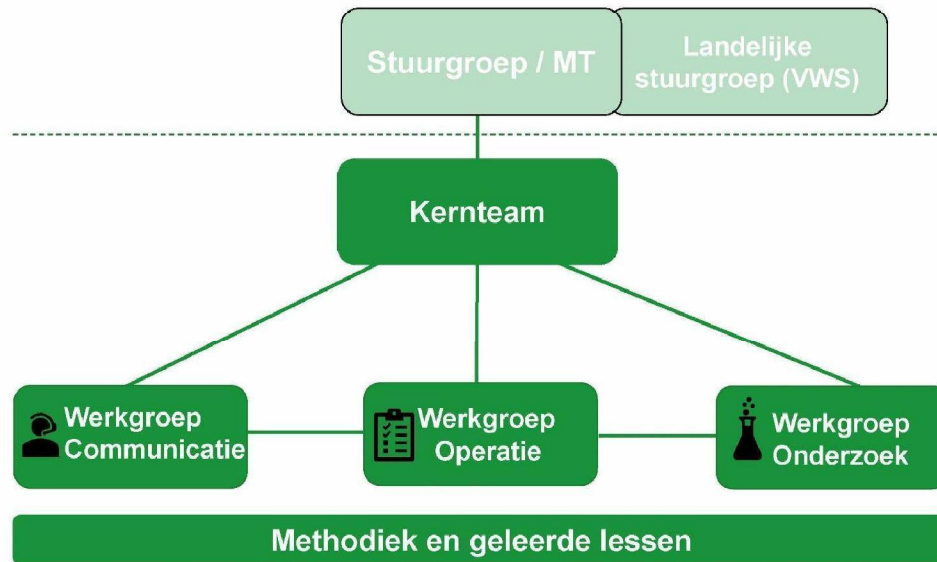 Stuurgroep / MT
Landelijke
stuurgroep (VWS)
Kernteam
Werkgroep
Communicatie
Werkgroep
Operatie
Werkgroep
Onderzoek
Methodiek en geleerde lessen